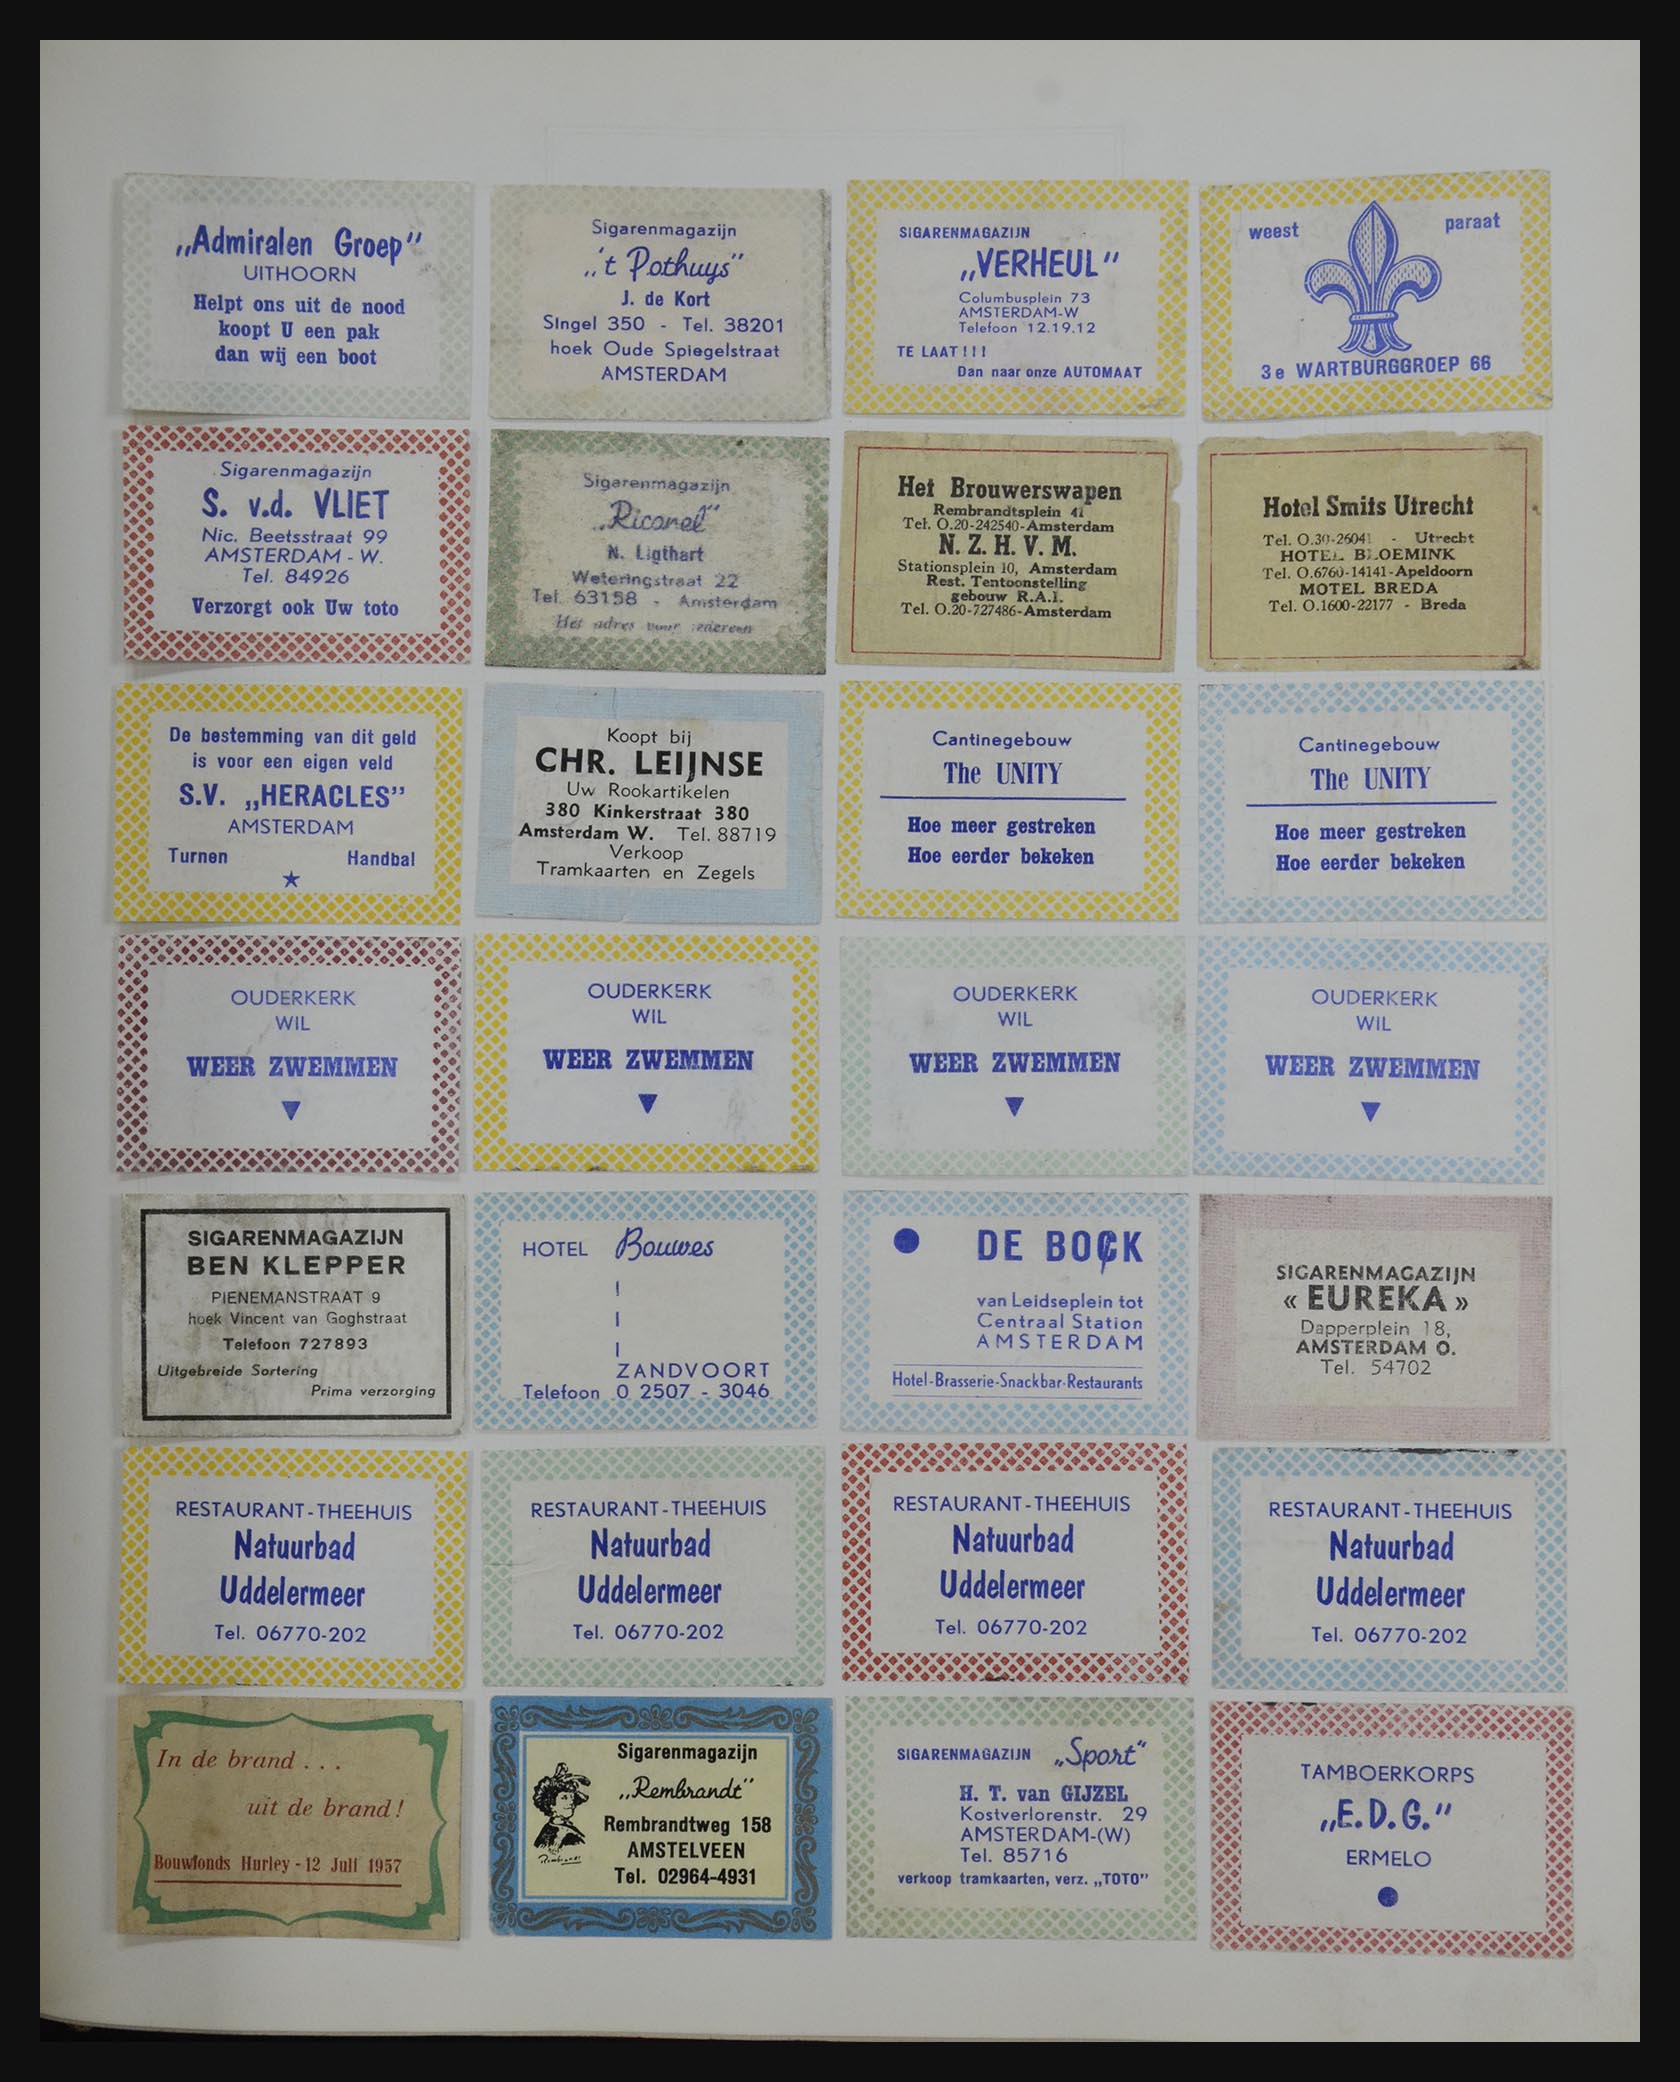 „Admiralen Groep"
UITHOORN
Helpt ons uit de nood
koopt U een pak
dan wij een boot
Sigarenmagazijn
„'t Pothuys"
J. de Kort
Singel 350 - Tel. 38201
hoek Oude Spiegelstraat
AMSTERDAM
SIGARENMAGAZIJN
„VERHEUL"
Columbusplein 73
AMSTERDAM-W
Telefoon 12.19.12
TE LAAT!!!
Dan naar onze AUTOMAAT
weest paraat
3e WARTBURGGROEP 66
Sigarenmagazijn
S. v.d. VLIET
Nic. Beetsstraat 99
AMSTERDAM - W.
Tel. 84926
Verzorgt ook Uw toto
Sigarenmagazijn
„Ricanel"
N. Ligthart
Weteringstraat 22
Tel. 63158 - Amsterdam
Het adres voor iedereen
Het Brouwerswapen
Rembrandtsplein 41
Tel. O.20-242540-Amsterdam
N. Z. H. V. M.
Stationsplein 10, Amsterdam
Rest. Tentoonstelling
gebouw R.A.I.
Tel. O.20-727486-Amsterdam
Hotel Smits Utrecht
Tel. O.30-26041 - Utrecht
HOTEL BLOEMINK
Tel. O.6760-14141-Apeldoorn
MOTEL BREDA
Tel. O.1600-22177 - Breda
De bestemming van dit geld
is voor een eigen veld
S.V. „HERACLES"
AMSTERDAM
Turnen Handbal
Koopt bij
CHR. LEIJNSE
Uw Rookartikelen
380 Kinkerstraat 380
Amsterdam W. Tel. 88719
Verkoop
Tramkaarten en Zegels
Cantinegebouw
The UNITY
Hoe meer gestreken
Hoe eerder bekeken
Cantinegebouw
The UNITY
Hoe meer gestreken
Hoe eerder bekeken
OUDERKERK
WIL
WEER ZWEMMEN
OUDERKERK
WIL
WEER ZWEMMEN
OUDERKERK
WIL
WEER ZWEMMEN
OUDERKERK
WIL
WEER ZWEMMEN
SIGARENMAGAZIJN
BEN KLEPPER
PIENEMANSTRAAT 9
hoek Vincent van Goghstraat
Telefoon 727893
Uitgebreide Sortering
Prima verzorging
HOTEL Bouwes
ZANDVOORT
Telefoon 0 2507 - 3046
DE BOCK
van Leidseplein tot
Centraal Station
AMSTERDAM
Hotel-Brasserie-Snackbar-Restaurants
SIGARENMAGAZIJN
« EUREKA »
Dapperplein 18,
AMSTERDAM O.
Tel. 54702
RESTAURANT-THEEHUIS
Natuurbad
Uddelermeer
Tel. 06770-202
RESTAURANT-THEEHUIS
Natuurbad
Uddelermeer
Tel. 06770-202
RESTAURANT-THEEHUIS
Natuurbad
Uddelermeer
Tel. 06770-202
RESTAURANT-THEEHUIS
Natuurbad
Uddelermeer
Tel. 06770-202
In de brand . . .
uit de brand!
Bouwfonds Hurley - 12 Juli 1957
Sigarenmagazijn
„Rembrandt"
Rembrandtweg 158
AMSTELVEEN
Tel. 02964-4931
Rembrandt
SIGARENMAGAZIJN „Sport"
H. T. van GIJZEL
Kostverlorenstr. 29
AMSTERDAM-(W)
Tel. 85716
verkoop tramkaarten, verz. „TOTO"
TAMBOERKORPS
„E.D.G."
ERMELO